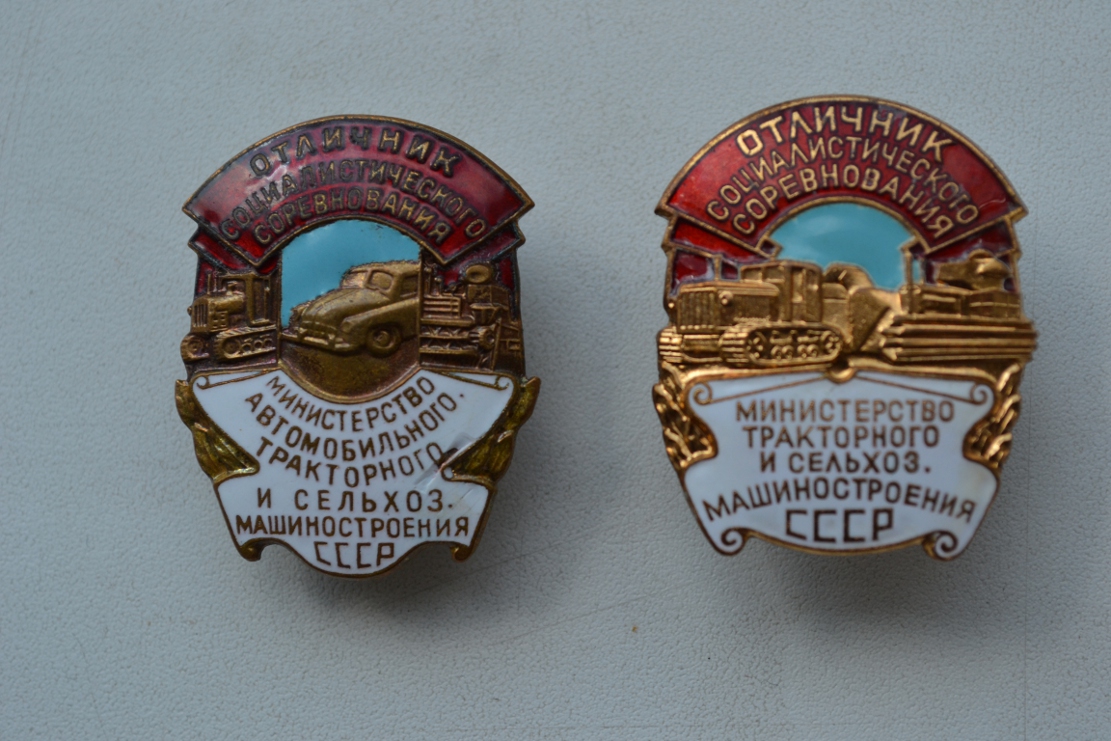 ОТЛИЧНИК
СОЦИАЛИСТИЧЕСКОГО
СОРЕВНОВАНИЯ
МИНИСТЕРСТВО
АВТОМОБИЛЬНОГО.
ТРАКТОРНОГО
И СЕЛЬХОЗ.
МАШИНОСТРОЕНИЯ
СССР
ОТЛИЧНИК
СОЦИАЛИСТИЧЕСКОГО
СОРЕВНОВАНИЯ
МИНИСТЕРСТВО
ТРАКТОРНОГО
И СЕЛЬХОЗ.
МАШИНОСТРОЕНИЯ
СССР